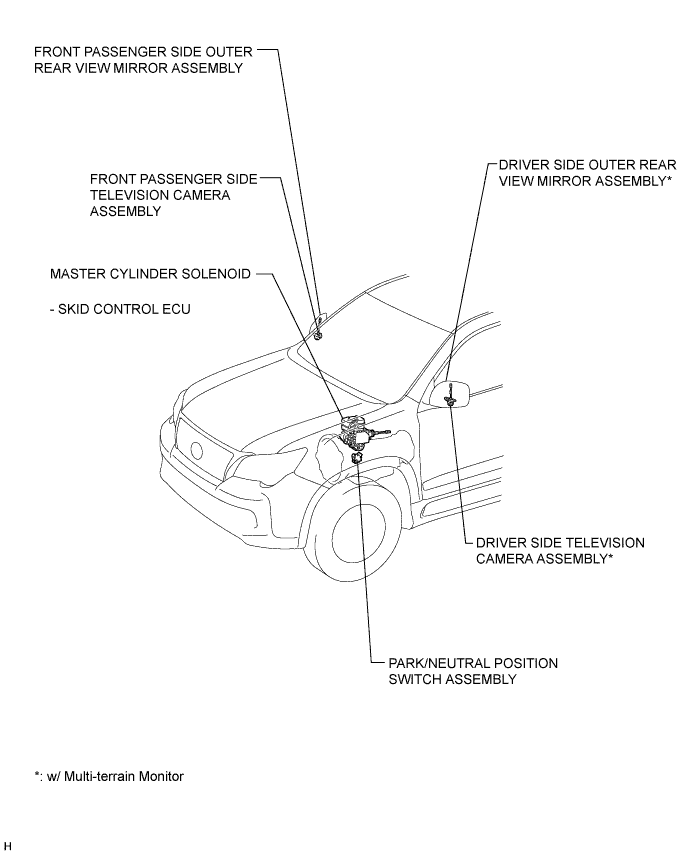 FRONT PASSENGER SIDE OUTER
REAR VIEW MIRROR ASSEMBLY
DRIVER SIDE OUTER REAR
VIEW MIRROR ASSEMBLY*
FRONT PASSENGER SIDE
TELEVISION CAMERA
ASSEMBLY
MASTER CYLINDER SOLENOID
- SKID CONTROL ECU
DRIVER SIDE TELEVISION
CAMERA ASSEMBLY*
PARK/NEUTRAL POSITION
SWITCH ASSEMBLY
*: w/ Multi-terrain Monitor
H